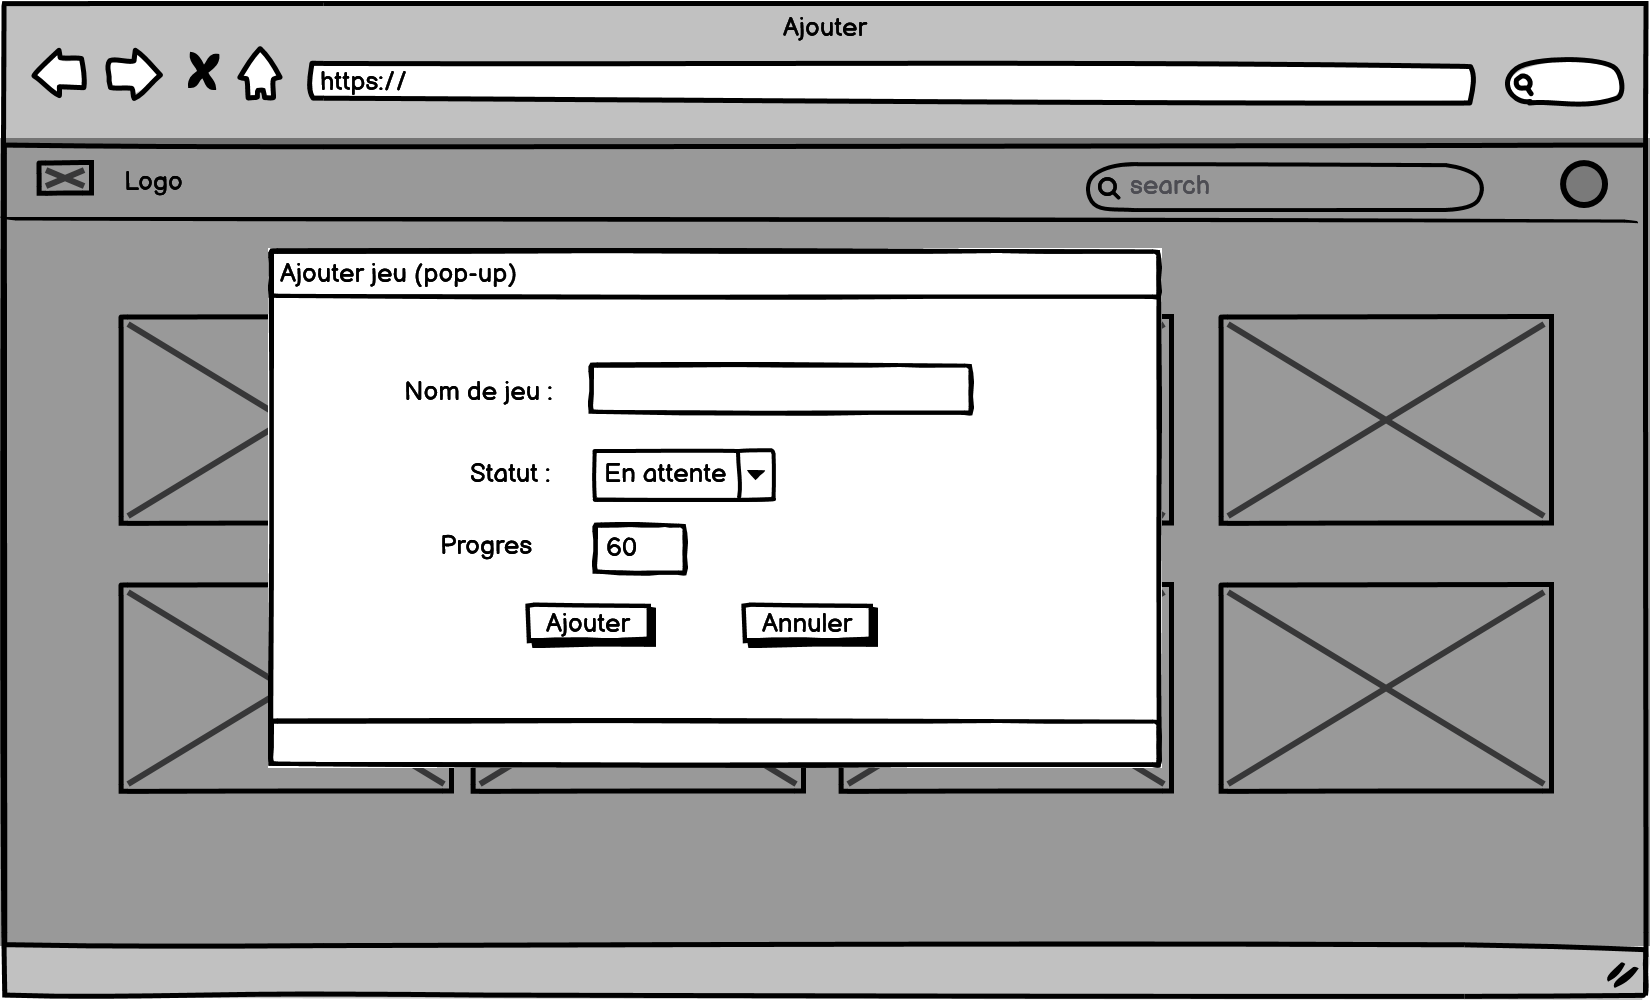 Ajouter
https://
Logo
search
Ajouter jeu (pop-up)
Nom de jeu :
Statut :
En attente
Progres
60
Ajouter
Annuler